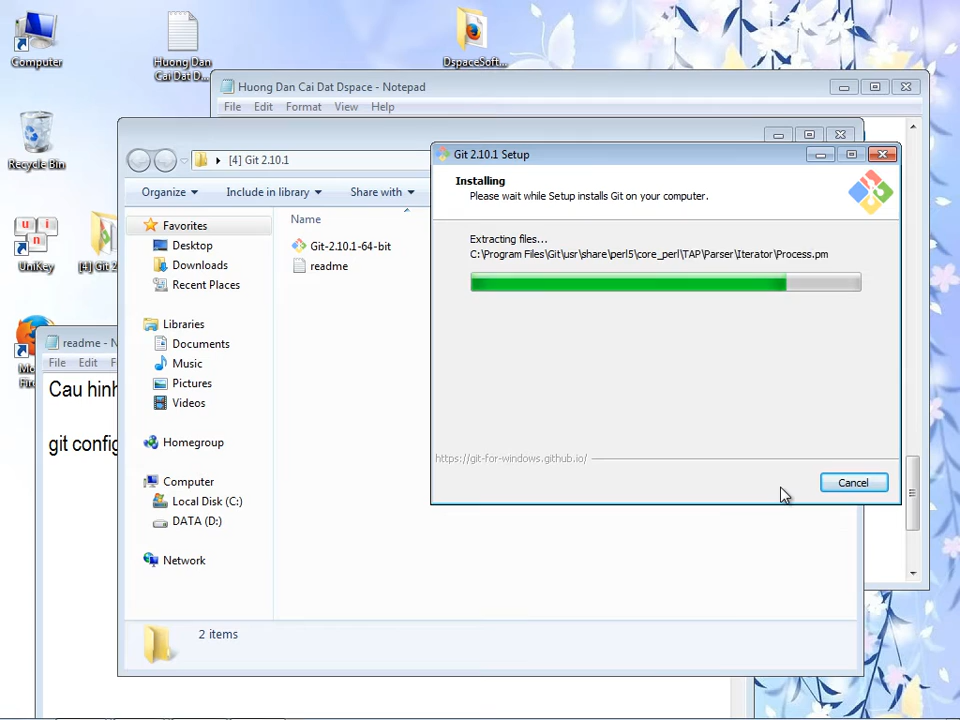 Computer
Huong Dan
Cai Dat D...
DspaceSoft...
Huong Dan Cai Dat Dspace - Notepad
File Edit Format View Help
Recycle Bin
[4] Git 2.10.1
Git 2.10.1 Setup
Installing
Please wait while Setup installs Git on your computer.
Organize Include in library Share with
Favorites
Desktop
Downloads
Recent Places
Libraries
Documents
Music
Pictures
Videos
Homegroup
Computer
Local Disk (C:)
DATA (D:)
Network
Name
Git-2.10.1-64-bit
readme
Extracting files...
C:\Program Files\Git\usr\share\perl5\core_perl\TAP\Parser\Iterator\Process.pm
https://git-for-windows.github.io/
Cancel
u i
n
UniKey
[4] Git 2
readme - N
File Edit F
Cau hinh
git config
2 items